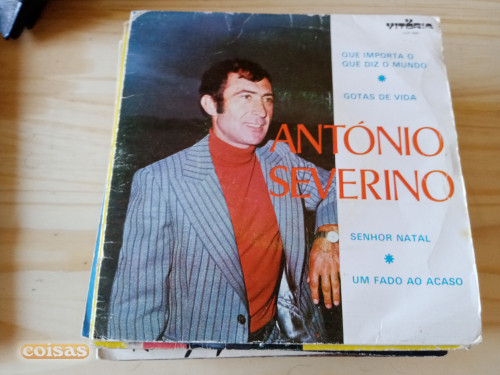 VITÓRIA
QUE IMPORTA O
QUE DIZ O MUNDO
GOTAS DE VIDA
ANTÓNIO
SEVERINO
SENHOR NATAL
UM FADO AO ACASO
coisas